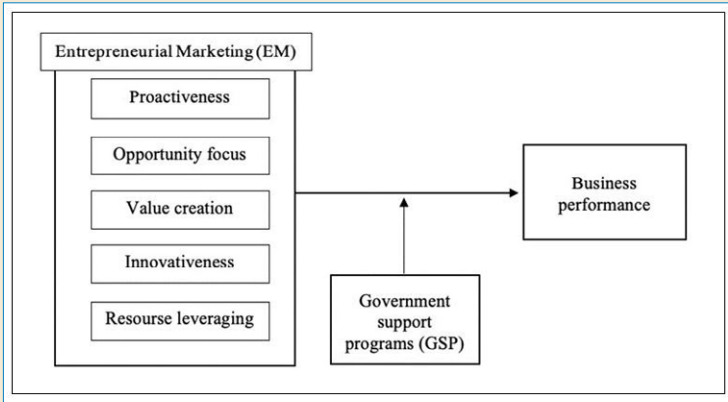 Entrepreneurial Marketing (EM)
Proactiveness
Opportunity focus
Value creation
Innovativeness
Resourse leveraging
Business
performance
Government
support
programs (GSP)